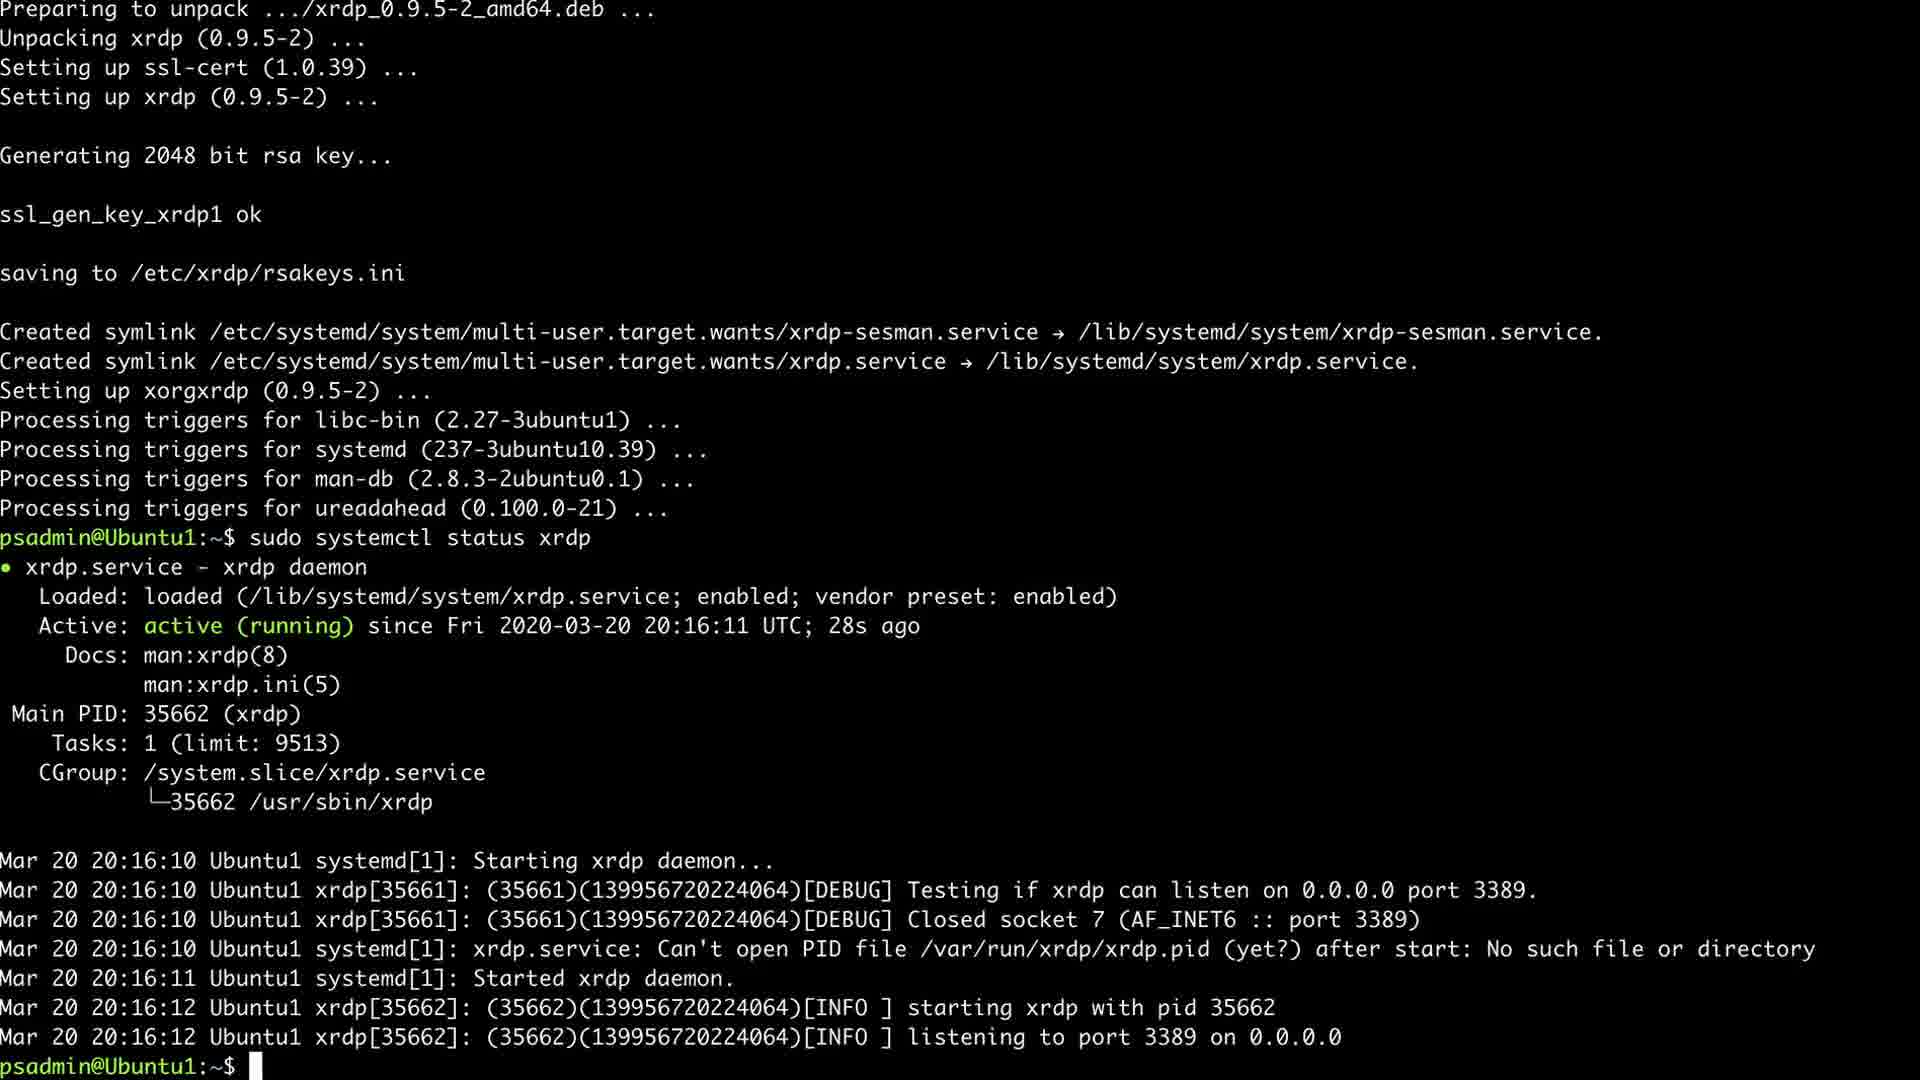 Preparing to unpack .../xrdp_0.9.5-2_amd64.deb ...
Unpacking xrdp (0.9.5-2) ...
Setting up ssl-cert (1.0.39) ...
Setting up xrdp (0.9.5-2) ...
Generating 2048 bit rsa key...
ssl_gen_key_xrdp1 ok
saving to /etc/xrdp/rsakeys.ini
Created symlink /etc/systemd/system/multi-user.target.wants/xrdp-sesman.service → /lib/systemd/system/xrdp-sesman.service.
Created symlink /etc/systemd/system/multi-user.target.wants/xrdp.service → /lib/systemd/system/xrdp.service.
Setting up xorgxrdp (0.9.5-2) ...
Processing triggers for libc-bin (2.27-3ubuntu1) ...
Processing triggers for systemd (237-3ubuntu10.39) ...
Processing triggers for man-db (2.8.3-2ubuntu0.1) ...
Processing triggers for ureadahead (0.100.0-21) ...
psadmin@Ubuntu1:~$ sudo systemctl status xrdp
● xrdp.service - xrdp daemon
   Loaded: loaded (/lib/systemd/system/xrdp.service; enabled; vendor preset: enabled)
   Active: active (running) since Fri 2020-03-20 20:16:11 UTC; 28s ago
     Docs: man:xrdp(8)
           man:xrdp.ini(5)
 Main PID: 35662 (xrdp)
    Tasks: 1 (limit: 9513)
   CGroup: /system.slice/xrdp.service
           └─35662 /usr/sbin/xrdp
Mar 20 20:16:10 Ubuntu1 systemd[1]: Starting xrdp daemon...
Mar 20 20:16:10 Ubuntu1 xrdp[35661]: (35661)(139956720224064)[DEBUG] Testing if xrdp can listen on 0.0.0.0 port 3389.
Mar 20 20:16:10 Ubuntu1 xrdp[35661]: (35661)(139956720224064)[DEBUG] Closed socket 7 (AF_INET6 :: port 3389)
Mar 20 20:16:10 Ubuntu1 systemd[1]: xrdp.service: Can't open PID file /var/run/xrdp/xrdp.pid (yet?) after start: No such file or directory
Mar 20 20:16:11 Ubuntu1 systemd[1]: Started xrdp daemon.
Mar 20 20:16:12 Ubuntu1 xrdp[35662]: (35662)(139956720224064)[INFO ] starting xrdp with pid 35662
Mar 20 20:16:12 Ubuntu1 xrdp[35662]: (35662)(139956720224064)[INFO ] listening to port 3389 on 0.0.0.0
psadmin@Ubuntu1:~$